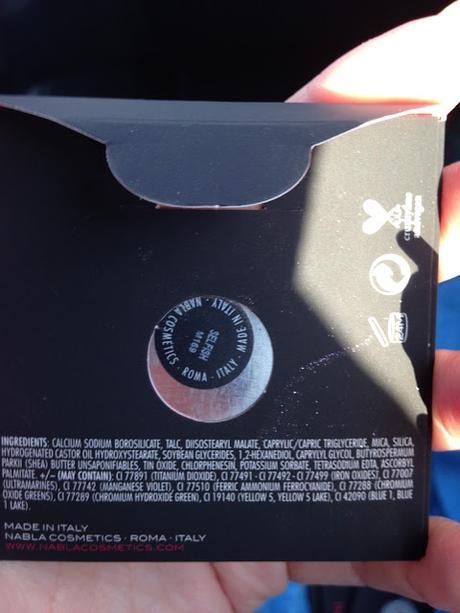 24M
NABLA COSMETICS · ROMA · ITALY · MADE IN ITALY ·
SELFISH
M169
INGREDIENTS: CALCIUM SODIUM BOROSILICATE, TALC, DIISOSTEARYL MALATE, CAPRYLIC/CAPRIC TRIGLYCERIDE, MICA, SILICA,
HYDROGENATED CASTOR OIL HYDROXYSTEARATE, SOYBEAN GLYCERIDES, 1,2-HEXANEDIOL, CAPRYLYL GLYCOL, BUTYROSPERMUM
PARKII (SHEA) BUTTER UNSAPONIFIABLES, TIN OXIDE, CHLORPHENESIN, POTASSIUM SORBATE, TETRASODIUM EDTA, ASCORBYL
PALMITATE. +/– (MAY CONTAIN): CI 77891 (TITANIUM DIOXIDE), CI 77491 - CI 77492 - CI 77499 (IRON OXIDES), CI 77007
(ULTRAMARINES), CI 77742 (MANGANESE VIOLET), CI 77510 (FERRIC AMMONIUM FERROCYANIDE), CI 77288 (CHROMIUM
OXIDE GREENS), CI 77289 (CHROMIUM HYDROXIDE GREEN), CI 19140 (YELLOW 5, YELLOW 5 LAKE), CI 42090 (BLUE 1, BLUE
1 LAKE).
MADE IN ITALY
NABLA COSMETICS · ROMA · ITALY
WWW.NABLACOSMETICS.COM